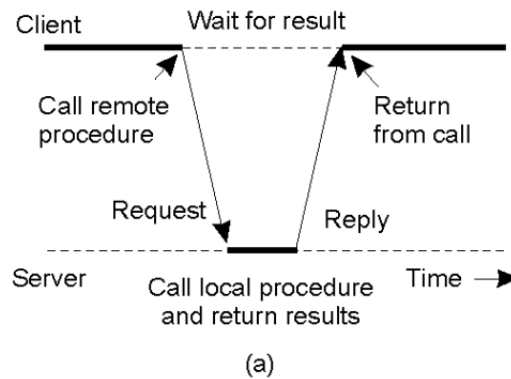 Client
Wait for result
Call remote
procedure
Return
from call
Request
Reply
Server
Call local procedure
and return results
Time
(a)